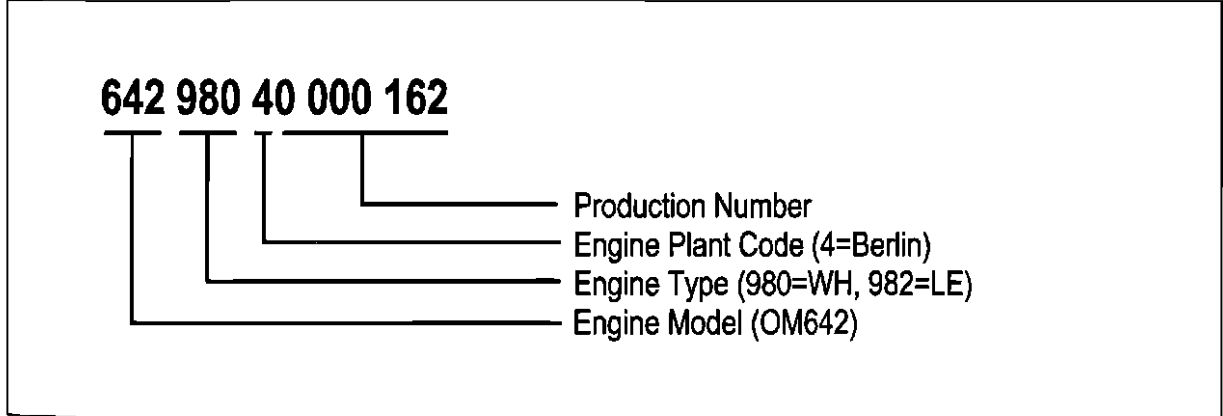 642 980 40 000 162
Production Number
Engine Plant Code (4=Berlin)
Engine Type (980=WH, 982=LE)
Engine Model (OM642)